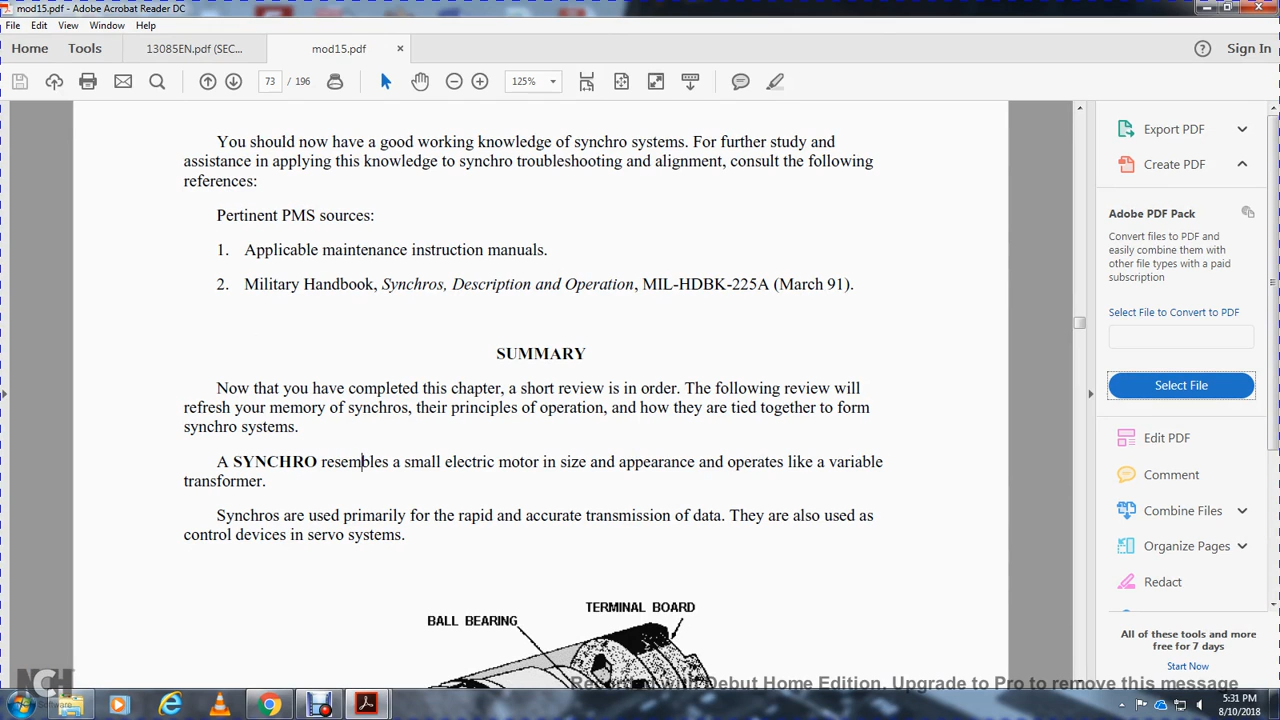 mod15.pdf - Adobe Acrobat Reader DC
File Edit View Window Help
Home Tools 13085EN.pdf (SEC... mod15.pdf × Sign In
73 / 196 125%
You should now have a good working knowledge of synchro systems. For further study and
assistance in applying this knowledge to synchro troubleshooting and alignment, consult the following
references:
Pertinent PMS sources:
1. Applicable maintenance instruction manuals.
2. Military Handbook, Synchros, Description and Operation, MIL-HDBK-225A (March 91).
SUMMARY
Now that you have completed this chapter, a short review is in order. The following review will
refresh your memory of synchros, their principles of operation, and how they are tied together to form
synchro systems.
A SYNCHRO resembles a small electric motor in size and appearance and operates like a variable
transformer.
Synchros are used primarily for the rapid and accurate transmission of data. They are also used as
control devices in servo systems.
TERMINAL BOARD
BALL BEARING
Export PDF
Create PDF
Adobe PDF Pack
Convert files to PDF and
easily combine them with
other file types with a paid
subscription
Select File to Convert to PDF
Select File
Edit PDF
Comment
Combine Files
Organize Pages
Redact
All of these tools and more
free for 7 days
Start Now
NCH
Software
Debut Home Edition, Upgrade to Pro to remove this message
5:31 PM
8/10/2018